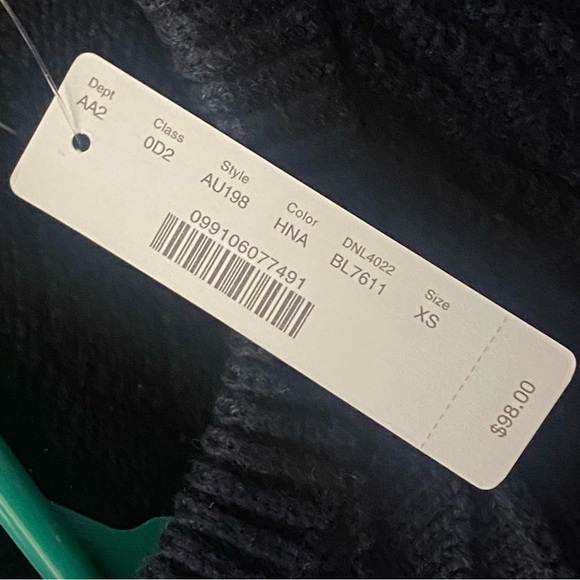 Dept
AA2
Class
0D2
Style
AU198
Color
HNA
DNL4022
BL7611
Size
XS
099106077491
$98.00